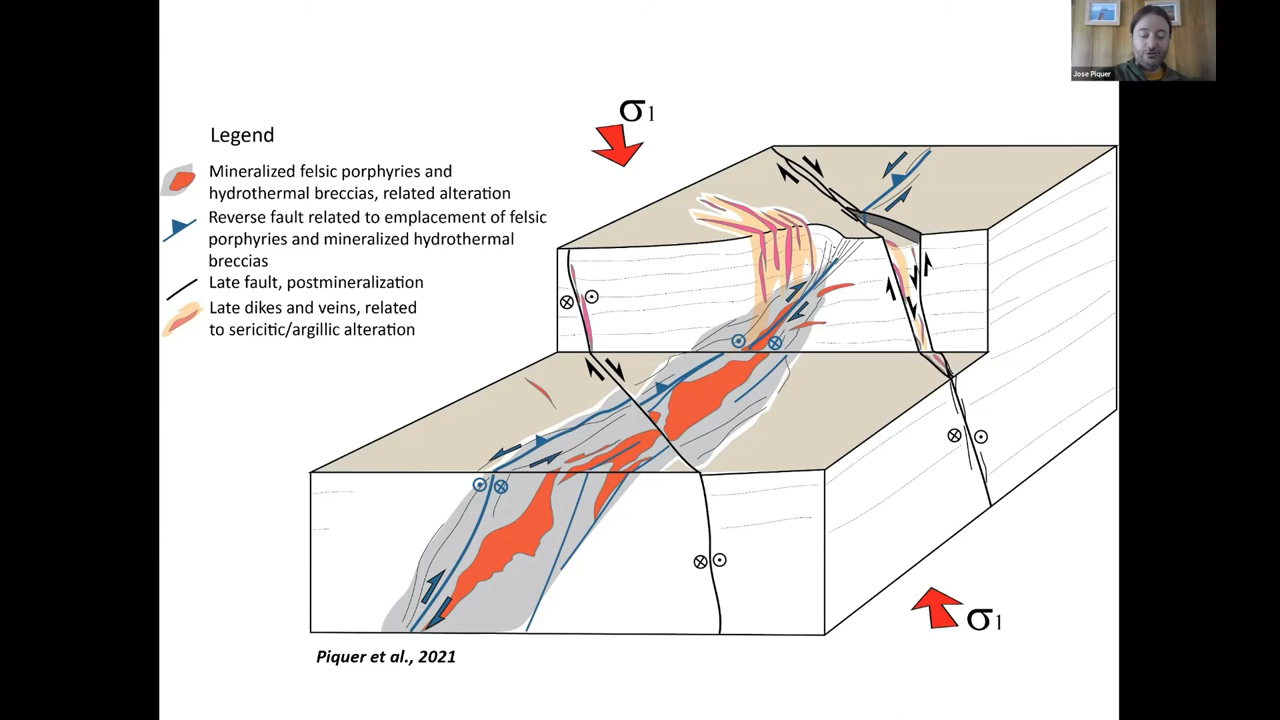 Jose Piquer
σ1
Legend
Mineralized felsic porphyries and
hydrothermal breccias, related alteration
Reverse fault related to emplacement of felsic
porphyries and mineralized hydrothermal
breccias
Late fault, postmineralization
Late dikes and veins, related
to sericitic/argillic alteration
σ1
Piquer et al., 2021